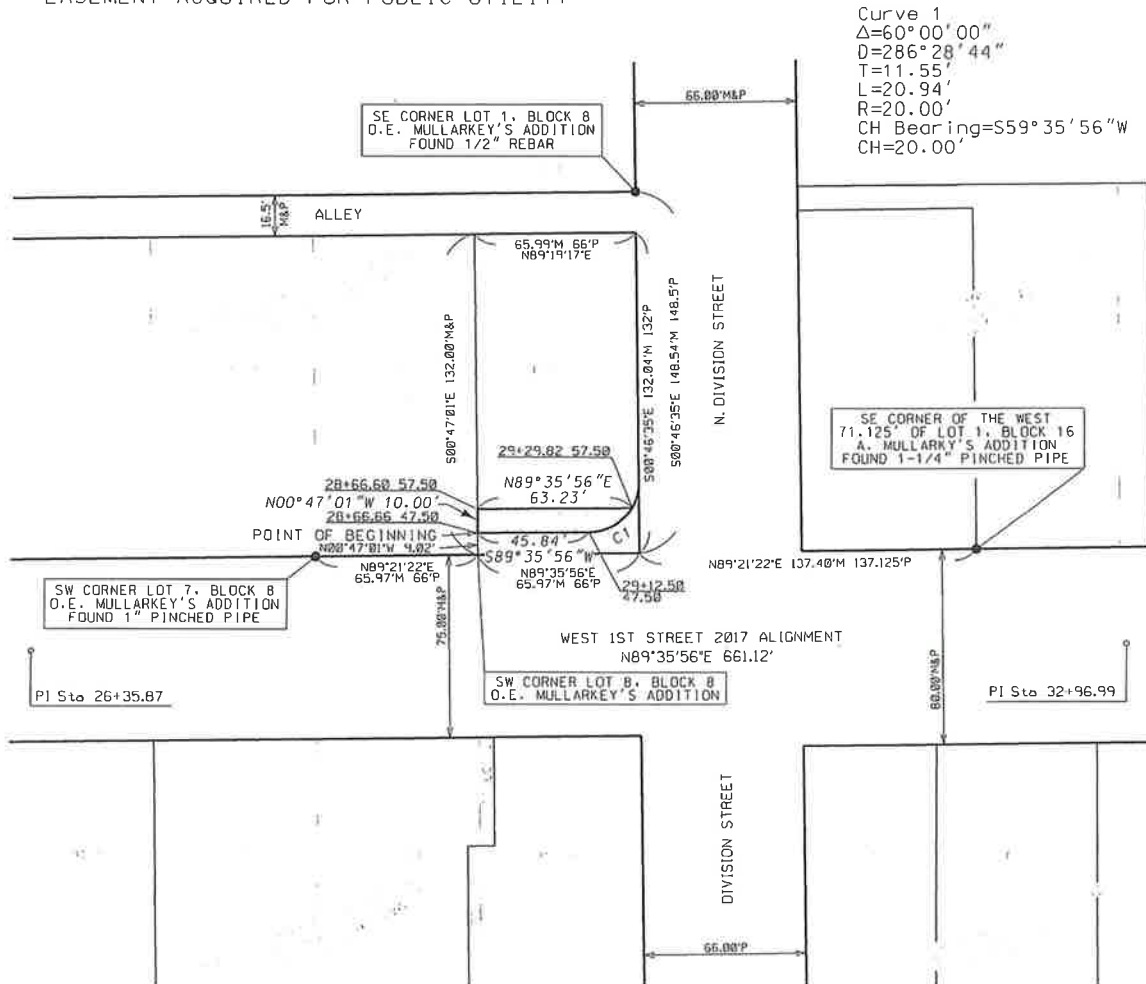 EASEMENT ACQUIRED FOR PUBLIC UTILITY
Curve 1
Δ=60°00'00"
D=286°28'44"
T=11.55'
L=20.94'
R=20.00'
CH Bearing=S59°35'56"W
CH=20.00'
66.00'M&P
SE CORNER LOT 1, BLOCK 8
O.E. MULLARKEY'S ADDITION
FOUND 1/2" REBAR
16.5'
M&P
ALLEY
65.99'M 66'P
N89°19'17"E
S00°47'01"E 132.00'M&P
S00°46'35"E 132.04'M 132'P
S00°46'35"E 148.54'M 148.5'P
N. DIVISION STREET
SE CORNER OF THE WEST
71.125' OF LOT 1, BLOCK 16
A. MULLARKY'S ADDITION
FOUND 1-1/4" PINCHED PIPE
29+29.82 57.50
28+66.60 57.50
N89°35'56"E
63.23'
N00°47'01"W 10.00'
28+66.66 47.50
POINT OF BEGINNING
N00°47'01"W 9.02'
45.84'
C1
S89°35'56"W
N89°21'22"E
65.97'M 66'P
N89°35'56"E
65.97'M 66'P
29+12.50
47.50
N89°21'22"E 137.40'M 137.125'P
SW CORNER LOT 7, BLOCK 8
O.E. MULLARKEY'S ADDITION
FOUND 1" PINCHED PIPE
75.00'M&P
WEST 1ST STREET 2017 ALIGNMENT
N89°35'56"E 661.12'
SW CORNER LOT 8, BLOCK 8
O.E. MULLARKEY'S ADDITION
PI Sta 26+35.87
80.00'M&P
PI Sta 32+96.99
DIVISION STREET
66.00'P